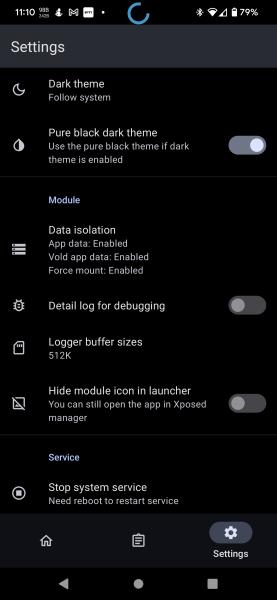 11:10
79%
Settings
Dark theme
Follow system
Pure black dark theme
Use the pure black theme if dark
theme is enabled
Module
Data isolation
App data: Enabled
Vold app data: Enabled
Force mount: Enabled
Detail log for debugging
Logger buffer sizes
512K
Hide module icon in launcher
You can still open the app in Xposed
manager
Service
Stop system service
Need reboot to restart service
Settings